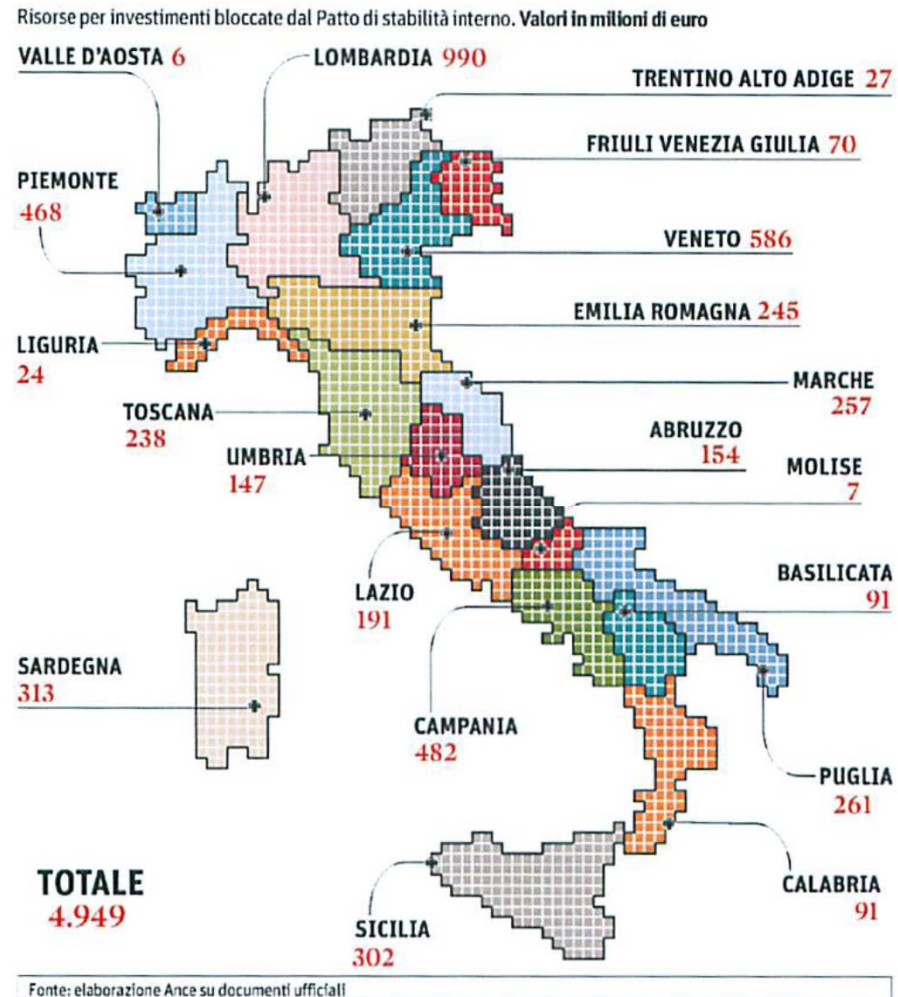 Risorse per investimenti bloccate dal Patto di stabilità interno. Valori in milioni di euro
VALLE D'AOSTA 6
LOMBARDIA 990
TRENTINO ALTO ADIGE 27
FRIULI VENEZIA GIULIA 70
PIEMONTE
468
VENETO 586
EMILIA ROMAGNA 245
LIGURIA
24
MARCHE
257
TOSCANA
238
ABRUZZO
154
UMBRIA
147
MOLISE
7
BASILICATA
91
LAZIO
191
SARDEGNA
313
CAMPANIA
482
PUGLIA
261
TOTALE
4.949
CALABRIA
91
SICILIA
302
Fonte: elaborazione Ance su documenti ufficiali